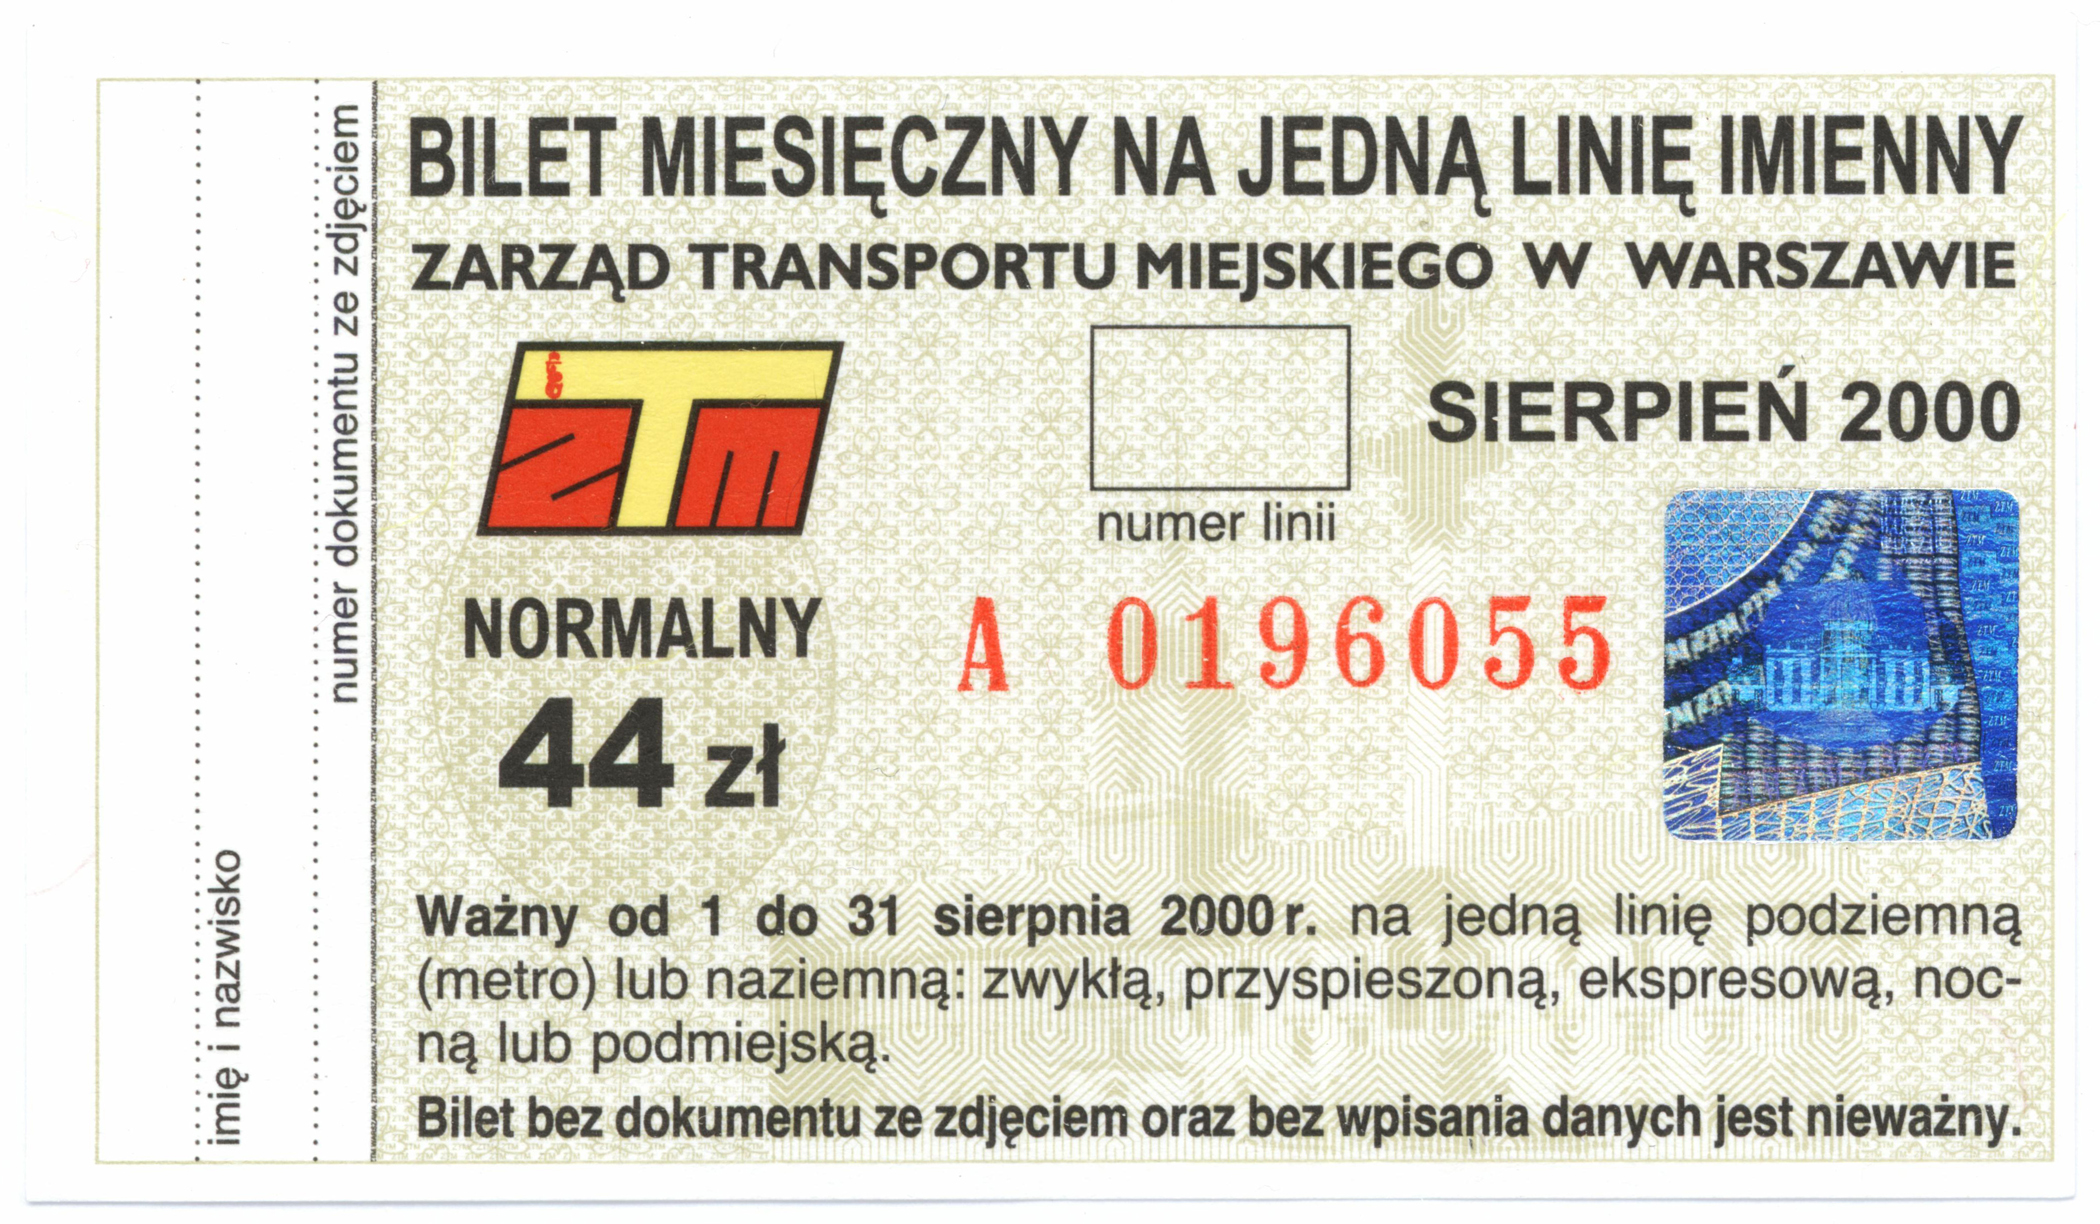 BILET MIESIĘCZNY NA JEDNĄ LINIĘ IMIENNY
ZARZĄD TRANSPORTU MIEJSKIEGO W WARSZAWIE
ZTM
SIERPIEŃ 2000
numer linii
NORMALNY
A 0196055
44 zł
Ważny od 1 do 31 sierpnia 2000 r. na jedną linię podziemną
(metro) lub naziemną: zwykłą, przyspieszoną, ekspresową, noc-
ną lub podmiejską.
Bilet bez dokumentu ze zdjęciem oraz bez wpisania danych jest nieważny.
imię i nazwisko
numer dokumentu ze zdjęciem